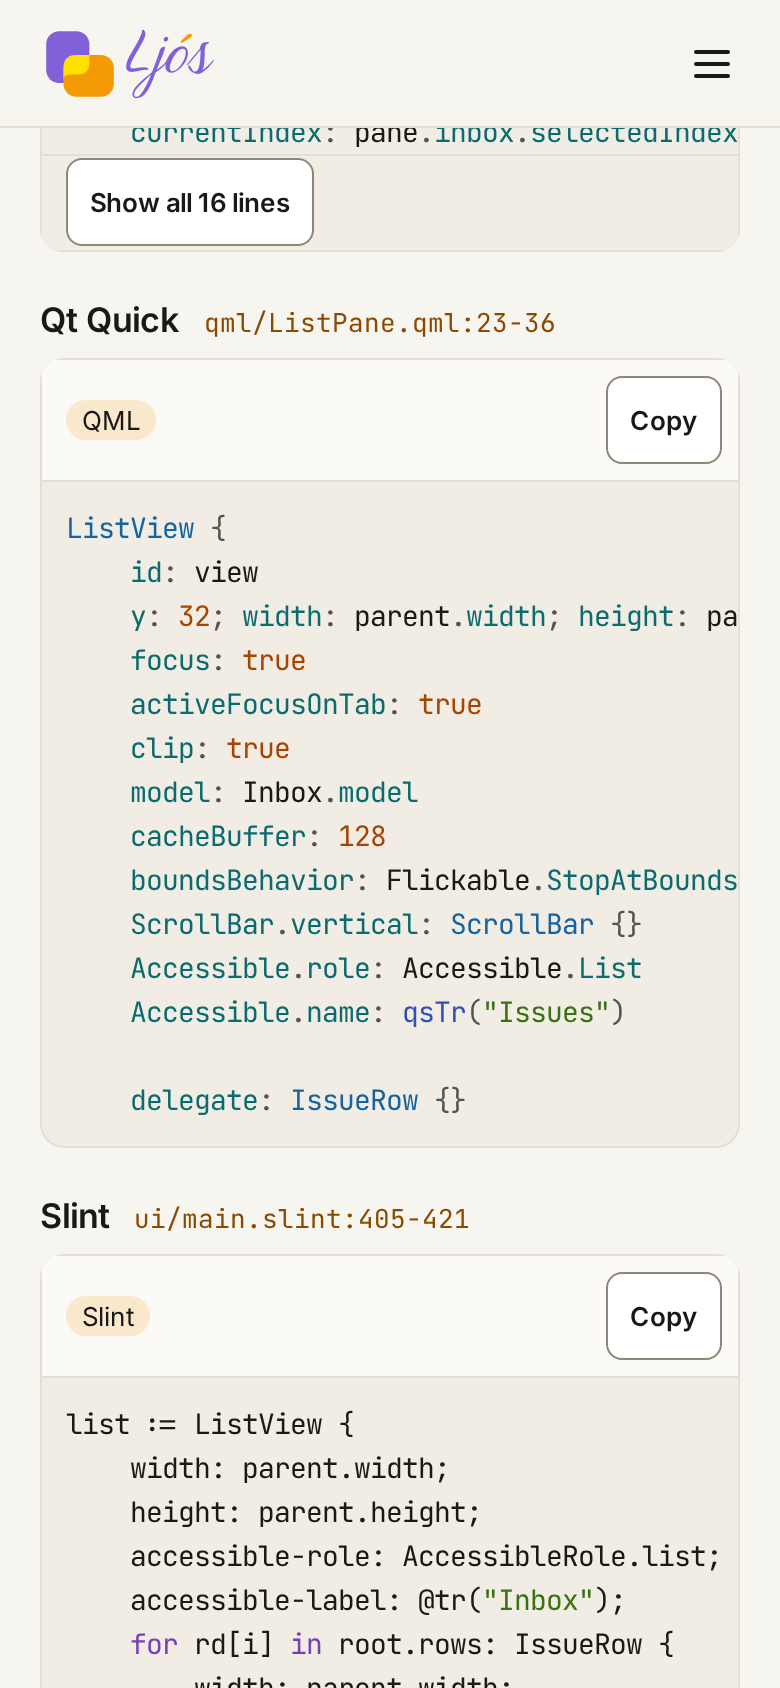 Ljós
currentIndex: pane.inbox.selectedIndex
Show all 16 lines
Qt Quick qml/ListPane.qml:23-36
QML
Copy
ListView {
    id: view
    y: 32; width: parent.width; height: pa
    focus: true
    activeFocusOnTab: true
    clip: true
    model: Inbox.model
    cacheBuffer: 128
    boundsBehavior: Flickable.StopAtBounds
    ScrollBar.vertical: ScrollBar {}
    Accessible.role: Accessible.List
    Accessible.name: qsTr("Issues")
    delegate: IssueRow {}
Slint ui/main.slint:405-421
Slint
Copy
list := ListView {
    width: parent.width;
    height: parent.height;
    accessible-role: AccessibleRole.list;
    accessible-label: @tr("Inbox");
    for rd[i] in root.rows: IssueRow {
        width: parent.width;